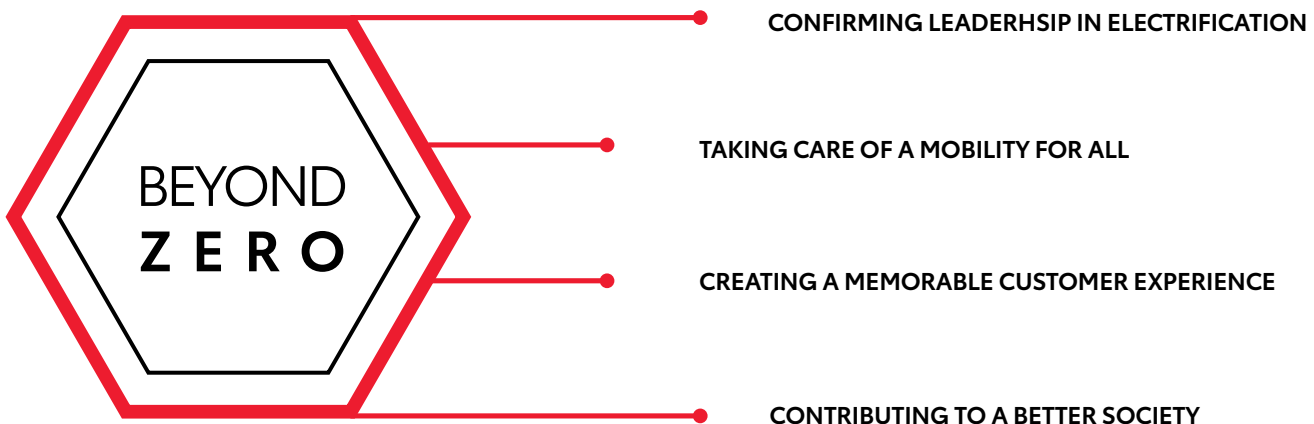 CONFIRMING LEADERHSIP IN ELECTRIFICATION
TAKING CARE OF A MOBILITY FOR ALL
BEYOND
ZERO
CREATING A MEMORABLE CUSTOMER EXPERIENCE
CONTRIBUTING TO A BETTER SOCIETY